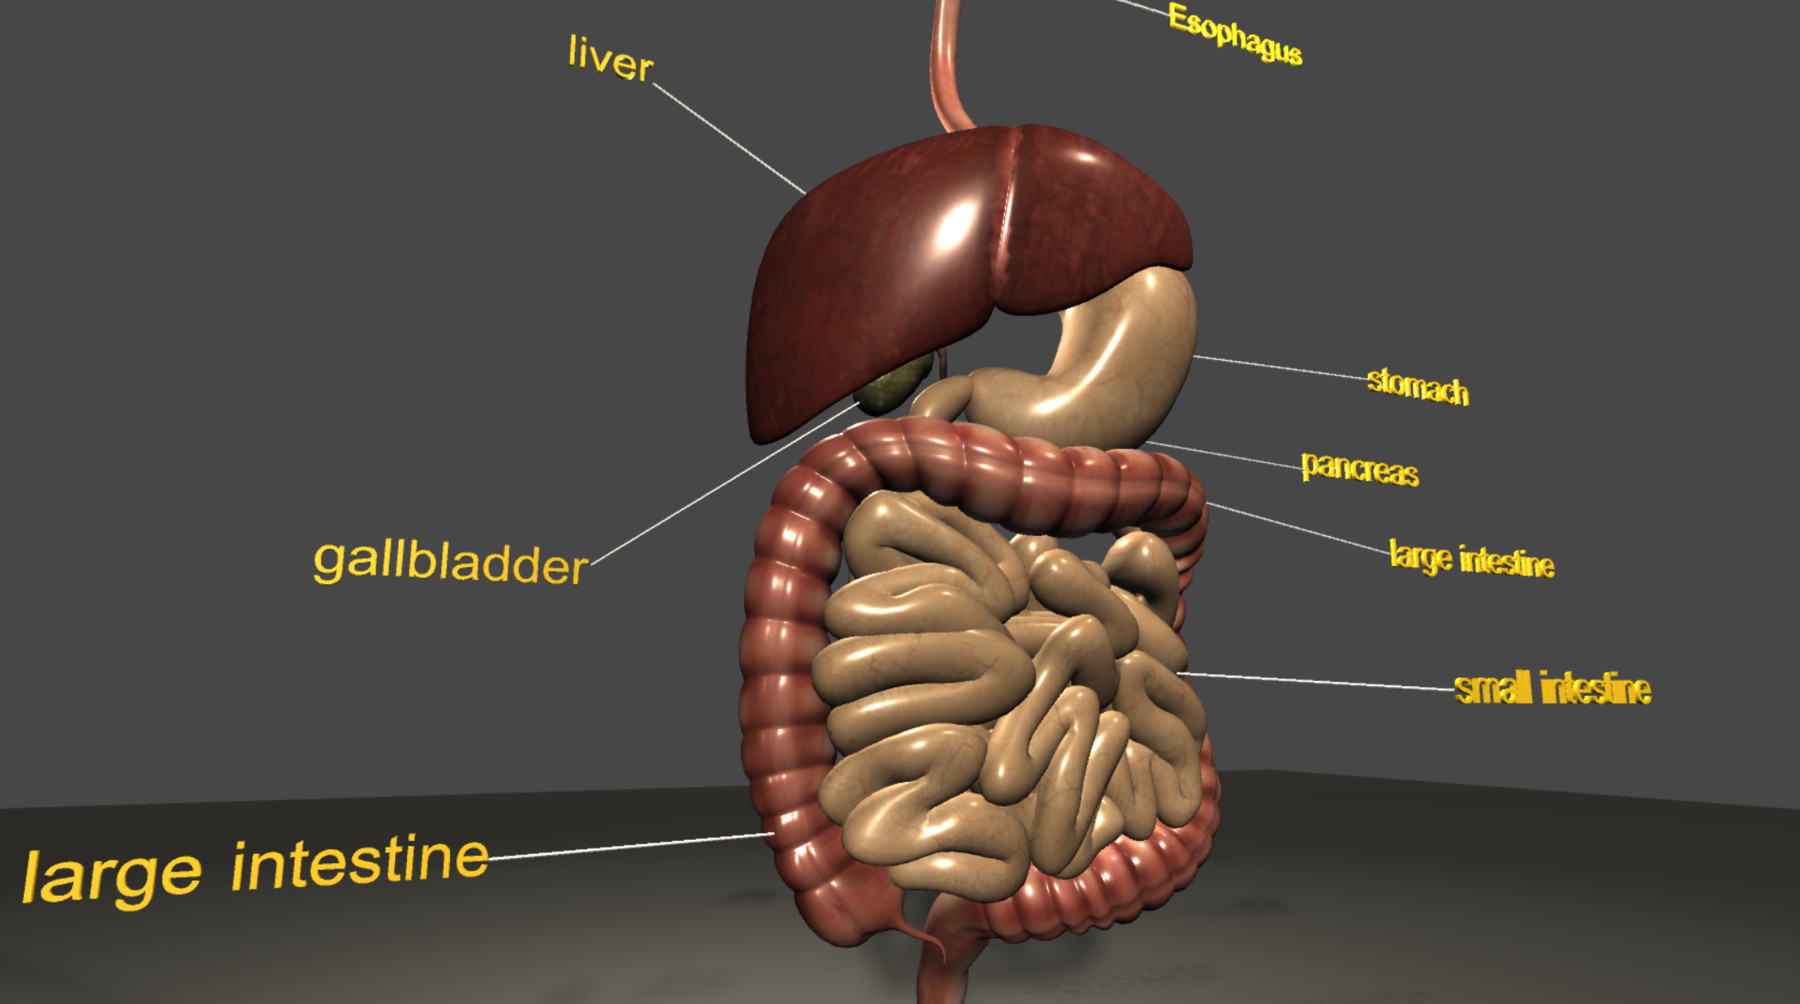 Esophagus
liver
stomach
pancreas
gallbladder
large intestine
small intestine
large intestine